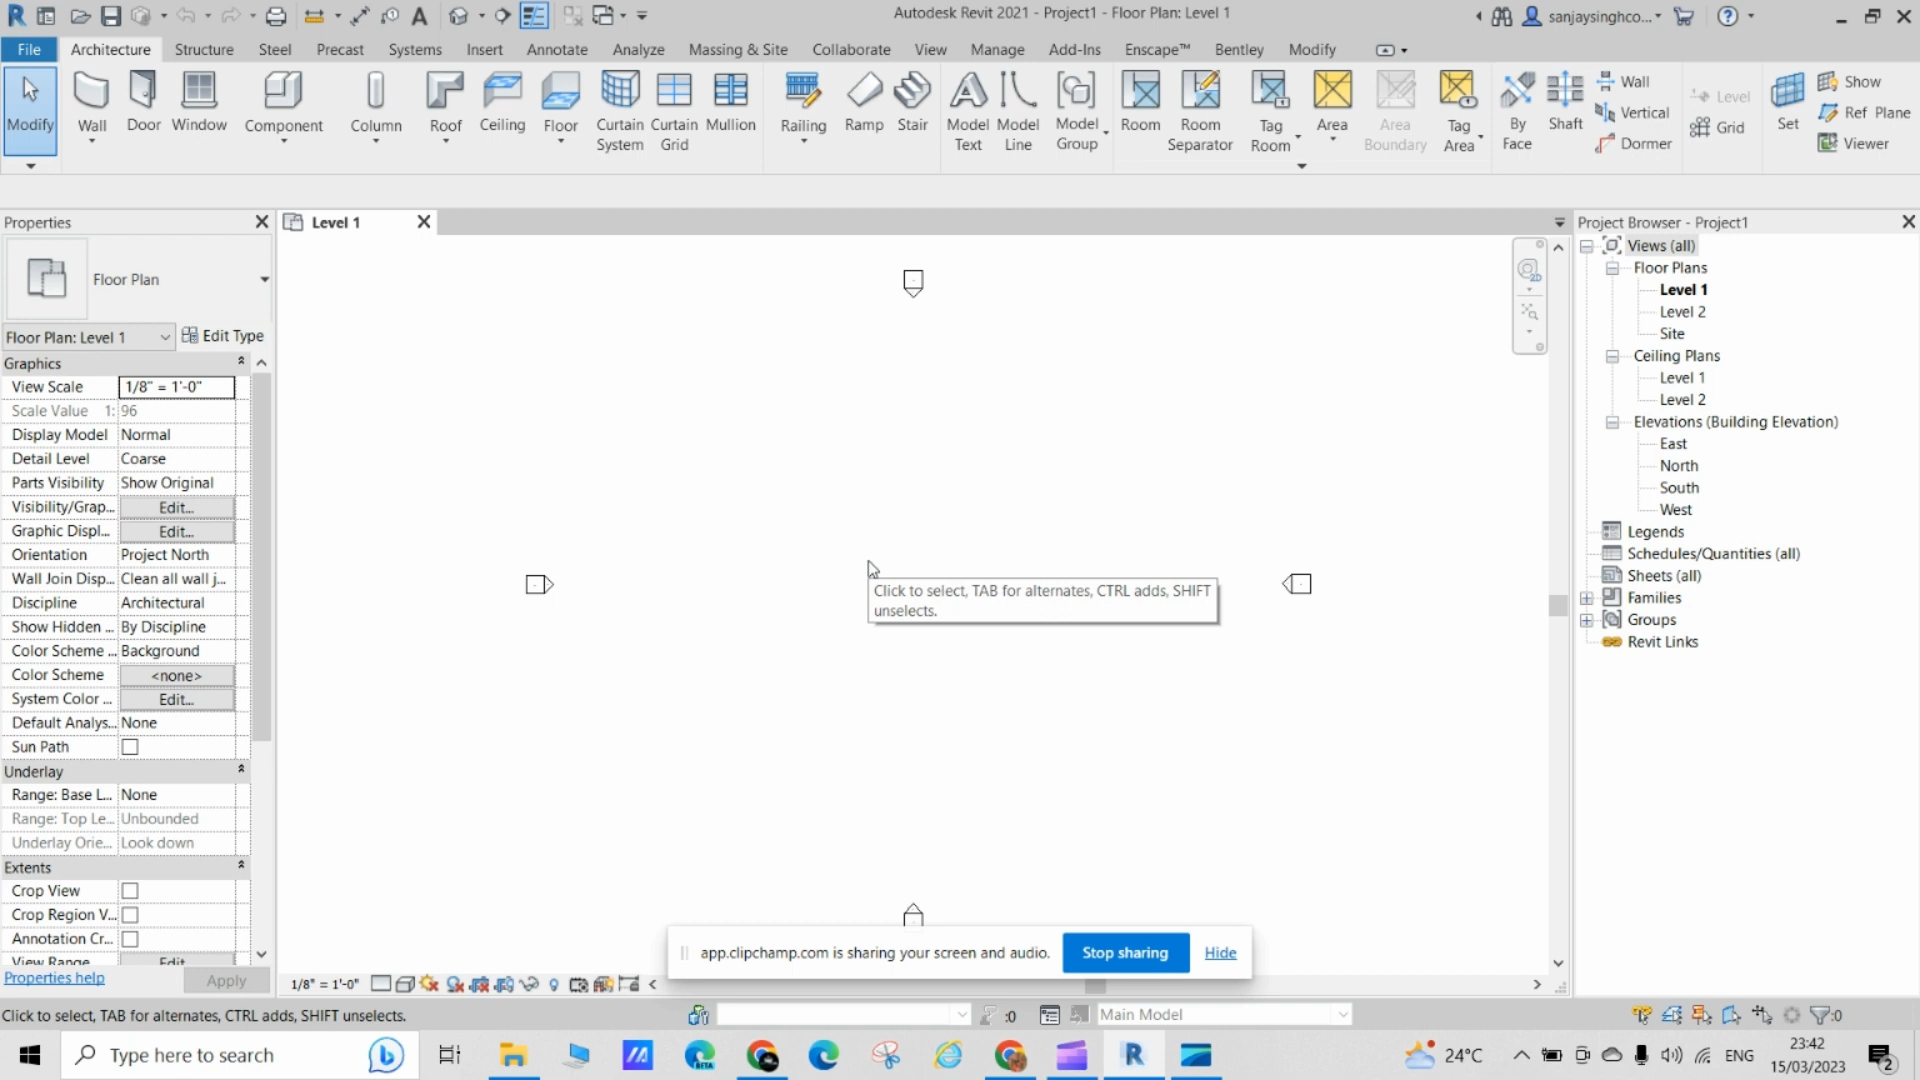 Autodesk Revit 2021 - Project1 - Floor Plan: Level 1
sanjaysinghco...
File Architecture Structure Steel Precast Systems Insert Annotate Analyze Massing & Site Collaborate View Manage Add-Ins Enscape™ Bentley Modify
Modify
Wall
Door
Window
Component
Column
Roof
Ceiling
Floor
Curtain System
Curtain Grid
Mullion
Railing
Ramp
Stair
Model Text
Model Line
Model Group
Room
Room Separator
Tag Room
Area
Area Boundary
Tag Area
By Face
Shaft
Wall
Vertical
Dormer
Level
Grid
Set
Show
Ref Plane
Viewer
Properties
Floor Plan
Floor Plan: Level 1
Edit Type
Graphics
View Scale 1/8" = 1'-0"
Scale Value 1: 96
Display Model Normal
Detail Level Coarse
Parts Visibility Show Original
Visibility/Grap... Edit...
Graphic Displ... Edit...
Orientation Project North
Wall Join Disp... Clean all wall j...
Discipline Architectural
Show Hidden ... By Discipline
Color Scheme ... Background
Color Scheme <none>
System Color ... Edit...
Default Analys... None
Sun Path
Underlay
Range: Base L... None
Range: Top Le... Unbounded
Underlay Orie... Look down
Extents
Crop View
Crop Region V...
Annotation Cr...
View Range Edit...
Properties help
Apply
Level 1
2D
Click to select, TAB for alternates, CTRL adds, SHIFT
unselects.
app.clipchamp.com is sharing your screen and audio.
Stop sharing
Hide
1/8" = 1'-0"
Project Browser - Project1
Views (all)
Floor Plans
Level 1
Level 2
Site
Ceiling Plans
Level 1
Level 2
Elevations (Building Elevation)
East
North
South
West
Legends
Schedules/Quantities (all)
Sheets (all)
Families
Groups
Revit Links
Click to select, TAB for alternates, CTRL adds, SHIFT unselects.
:0
Main Model
:0
Type here to search
BETA
24°C
ENG
23:42
15/03/2023
2